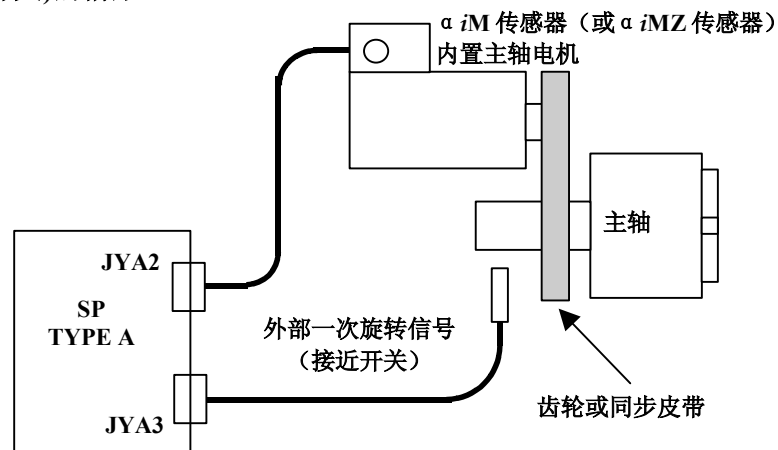 α iM 传感器（或 α iMZ 传感器）
内置主轴电机
主轴
JYA2
SP
TYPE A
外部一次旋转信号
（接近开关）
齿轮或同步皮带
JYA3